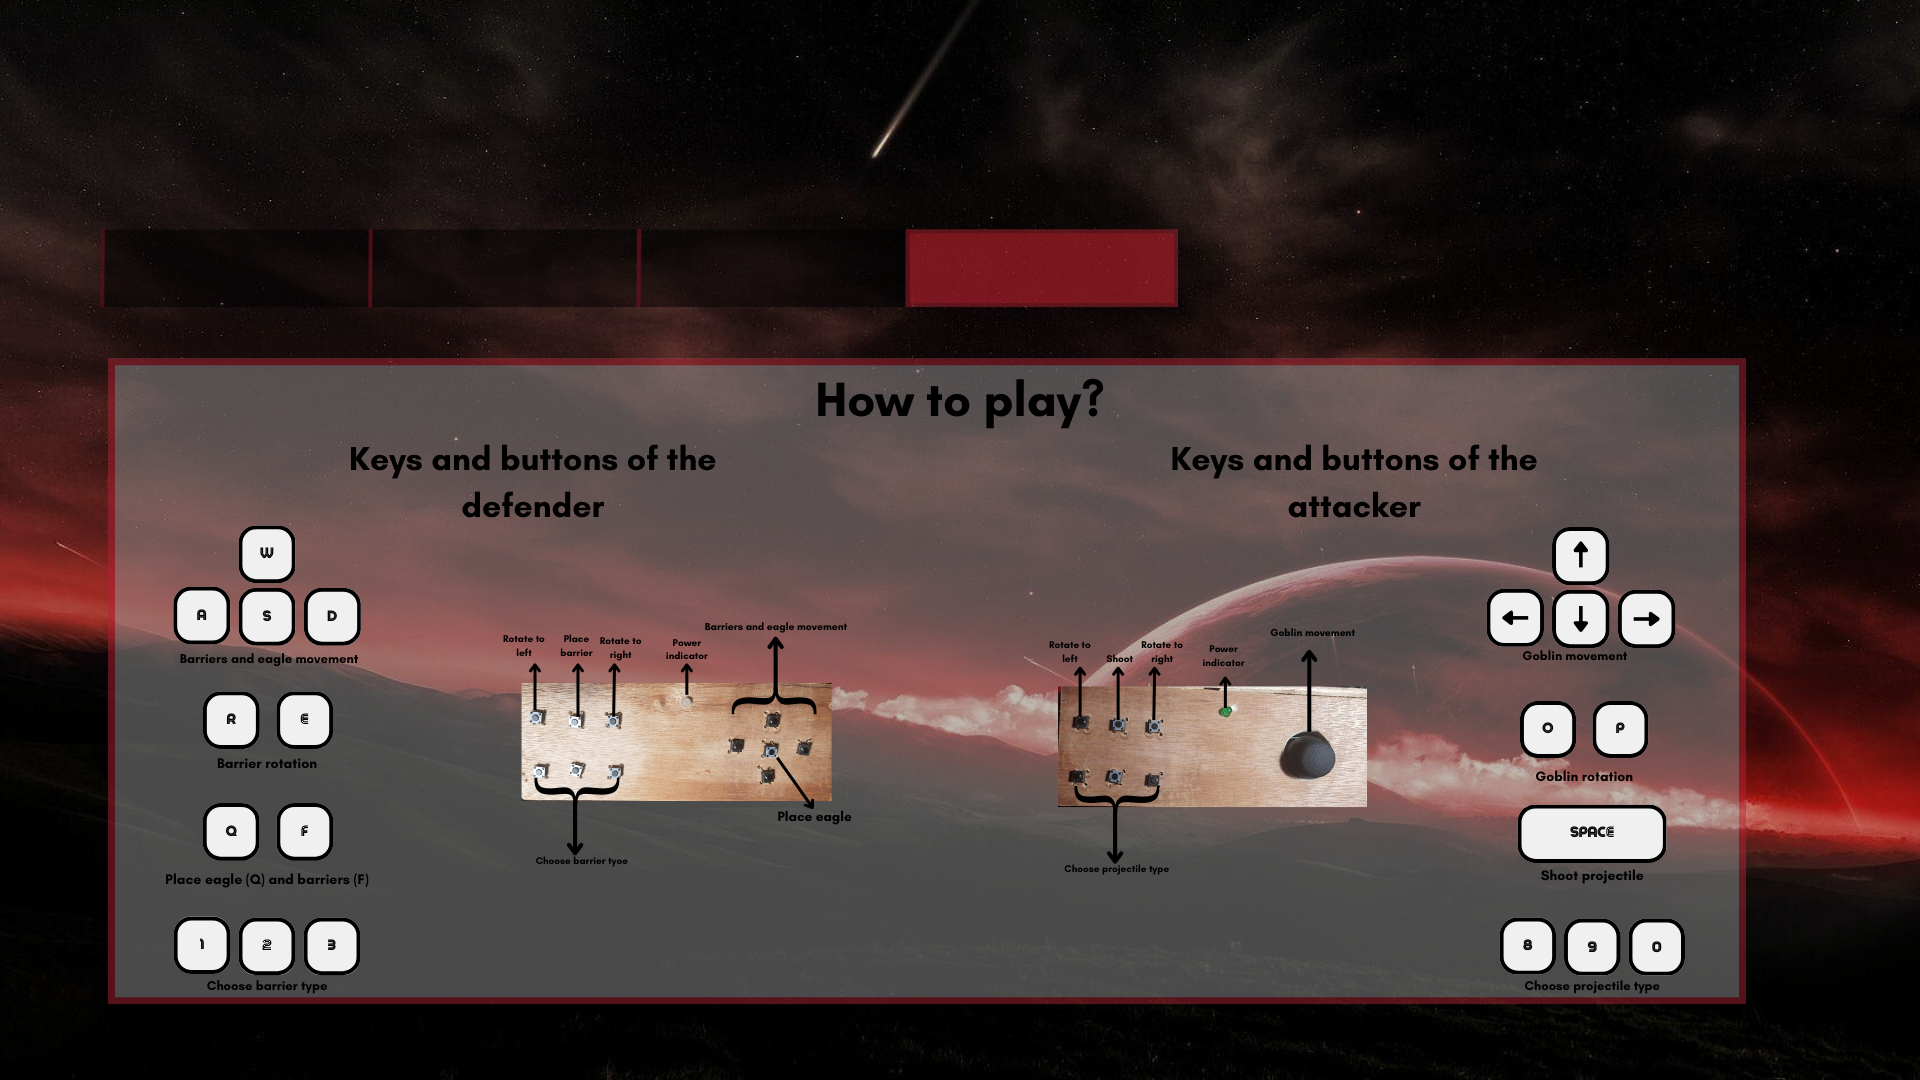 How to play?
Keys and buttons of the
defender
W
A S D
Barriers and eagle movement
R E
Barrier rotation
Q F
Place eagle (Q) and barriers (F)
1 2 3
Choose barrier type
Rotate to
left
Place
barrier
Rotate to
right
Power
indicator
Barriers and eagle movement
Place eagle
Choose barrier tyoe
Keys and buttons of the
attacker
Rotate to
left
Shoot
Rotate to
right
Power
indicator
Goblin movement
Choose projectile type
↑
← ↓ →
Goblin movement
O P
Goblin rotation
SPACE
Shoot projectile
8 9 0
Choose projectile type